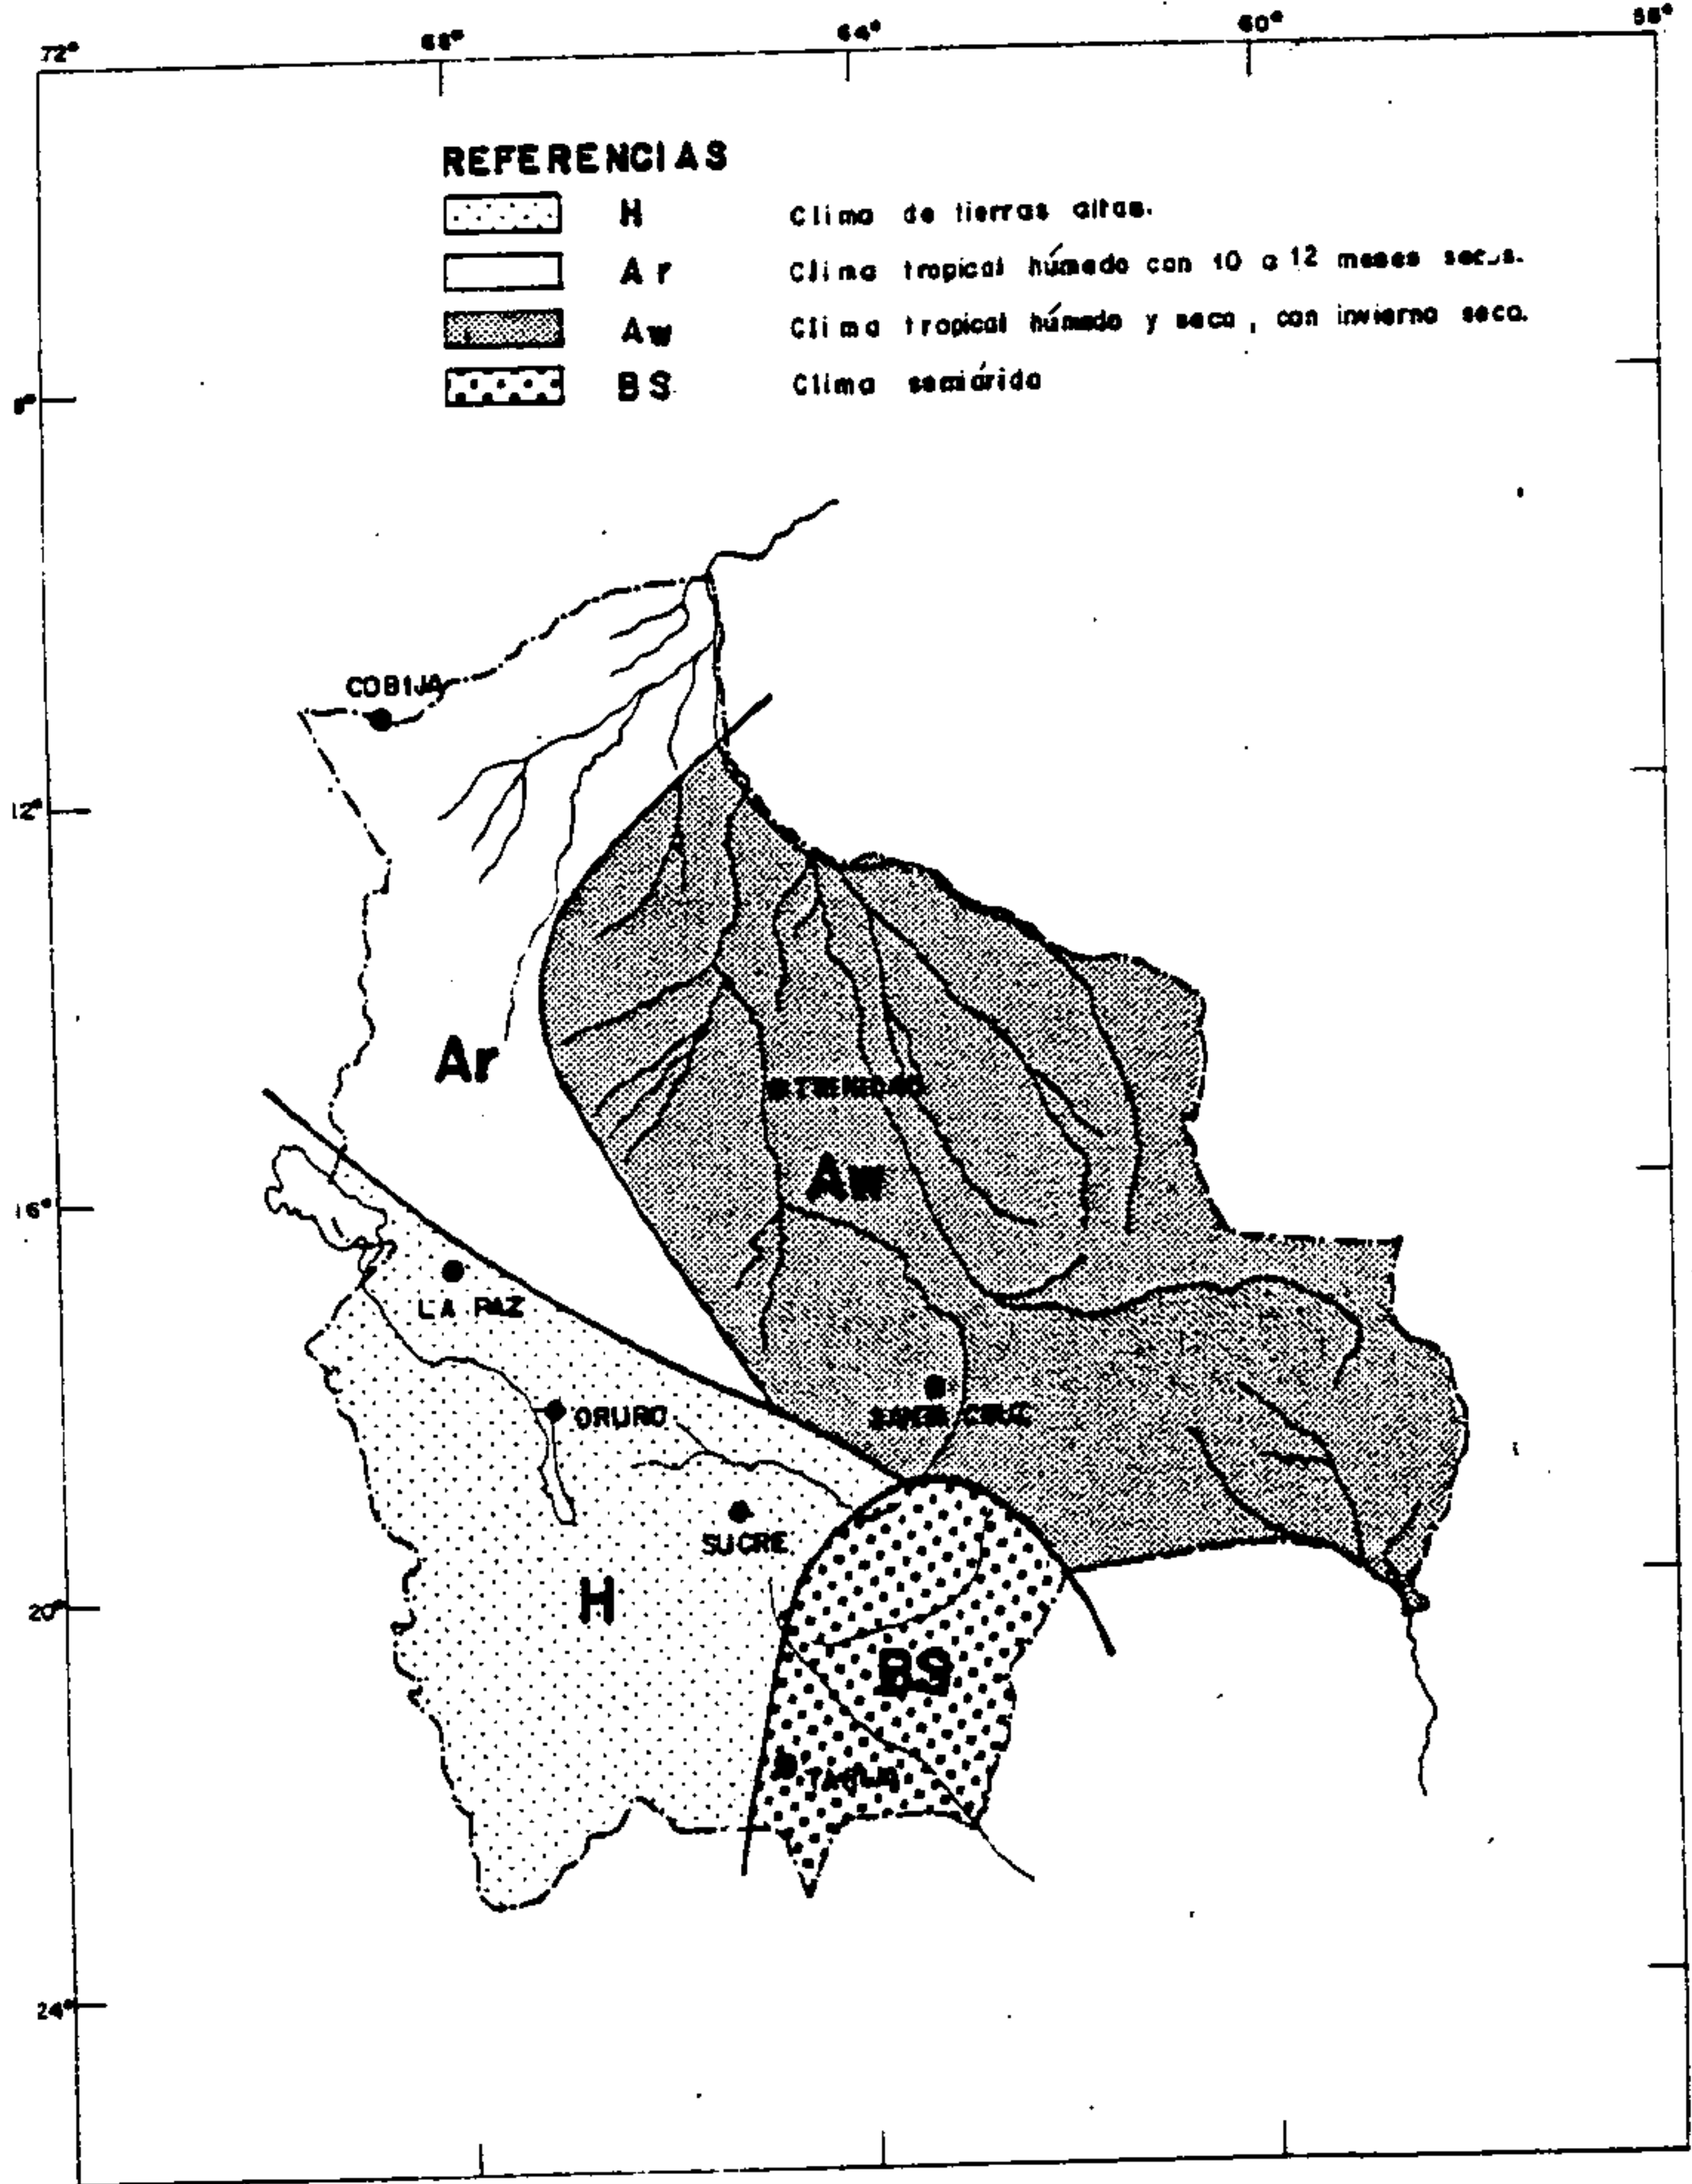 72° 68° 64° 60° 56°
REFERENCIAS
H Clima de tierras altas.
Ar Clima tropical húmedo con 10 a 12 meses secos.
Aw Clima tropical húmedo y seco, con invierno seco.
BS Clima semiárido
8°
COBIJA
12°
Ar
TRINIDAD
Aw
16°
LA PAZ
ORURO
SANTA CRUZ
SUCRE
H
20°
BS
TARIJA
24°